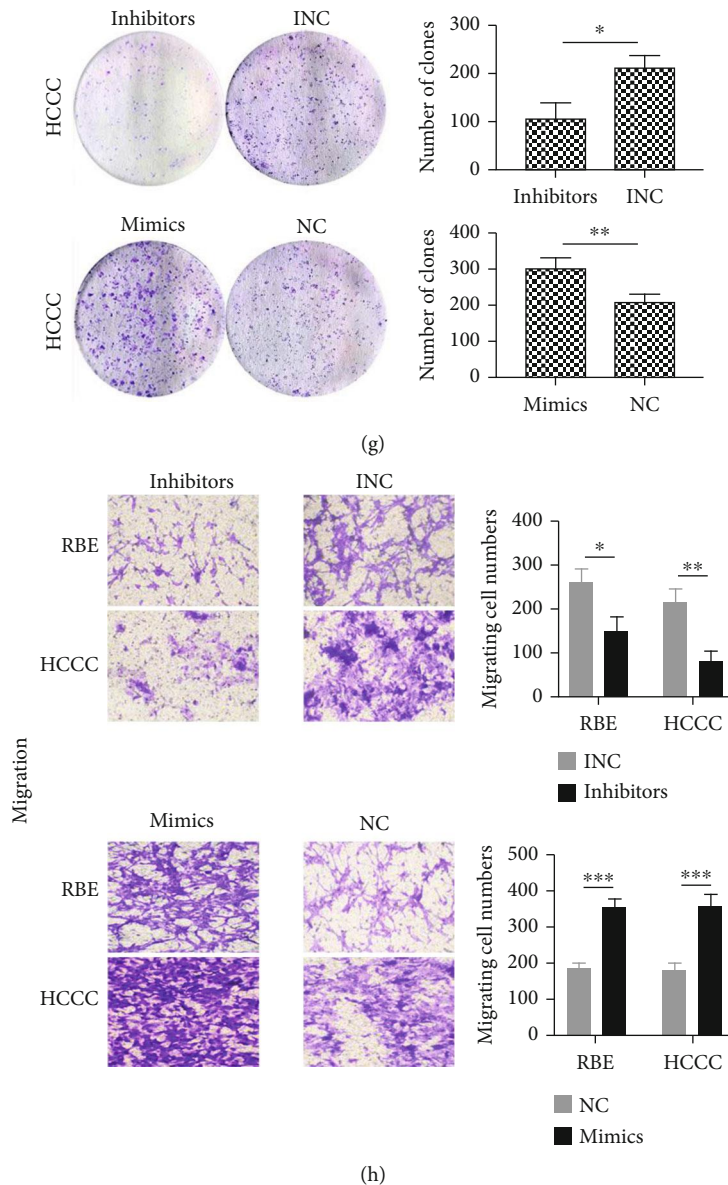 Inhibitors INC
HCCC
Number of clones
300
200
100
0
*
Inhibitors INC
Mimics NC
HCCC
Number of clones
400
300
200
100
0
**
Mimics NC
(g)
Migration
Inhibitors INC
RBE
HCCC
Migrating cell numbers
400
300
200
100
0
* **
RBE HCCC
INC
Inhibitors
Mimics NC
RBE
HCCC
Migrating cell numbers
500
400
300
200
100
0
*** ***
RBE HCCC
NC
Mimics
(h)